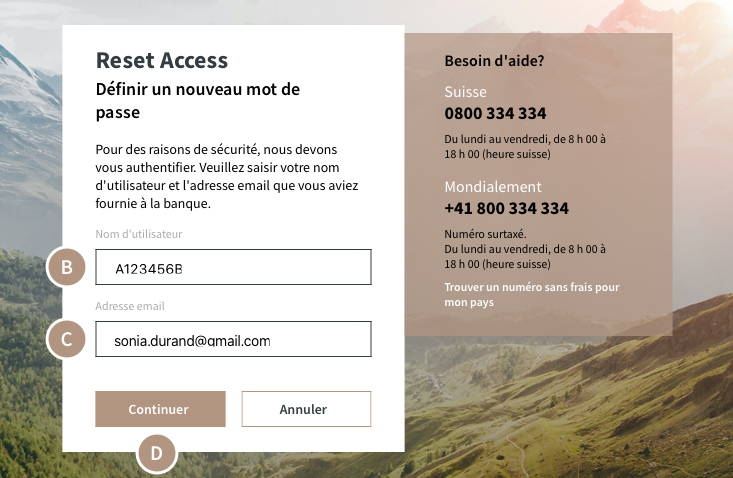 Reset Access
Définir un nouveau mot de
passe
Pour des raisons de sécurité, nous devons
vous authentifier. Veuillez saisir votre nom
d'utilisateur et l'adresse email que vous aviez
fournie à la banque.
Nom d'utilisateur
B
A123456B
Adresse email
C
sonia.durand@gmail.com
Continuer
Annuler
D
Besoin d'aide?
Suisse
0800 334 334
Du lundi au vendredi, de 8 h 00 à
18 h 00 (heure suisse)
Mondialement
+41 800 334 334
Numéro surtaxé.
Du lundi au vendredi, de 8 h 00 à
18 h 00 (heure suisse)
Trouver un numéro sans frais pour
mon pays